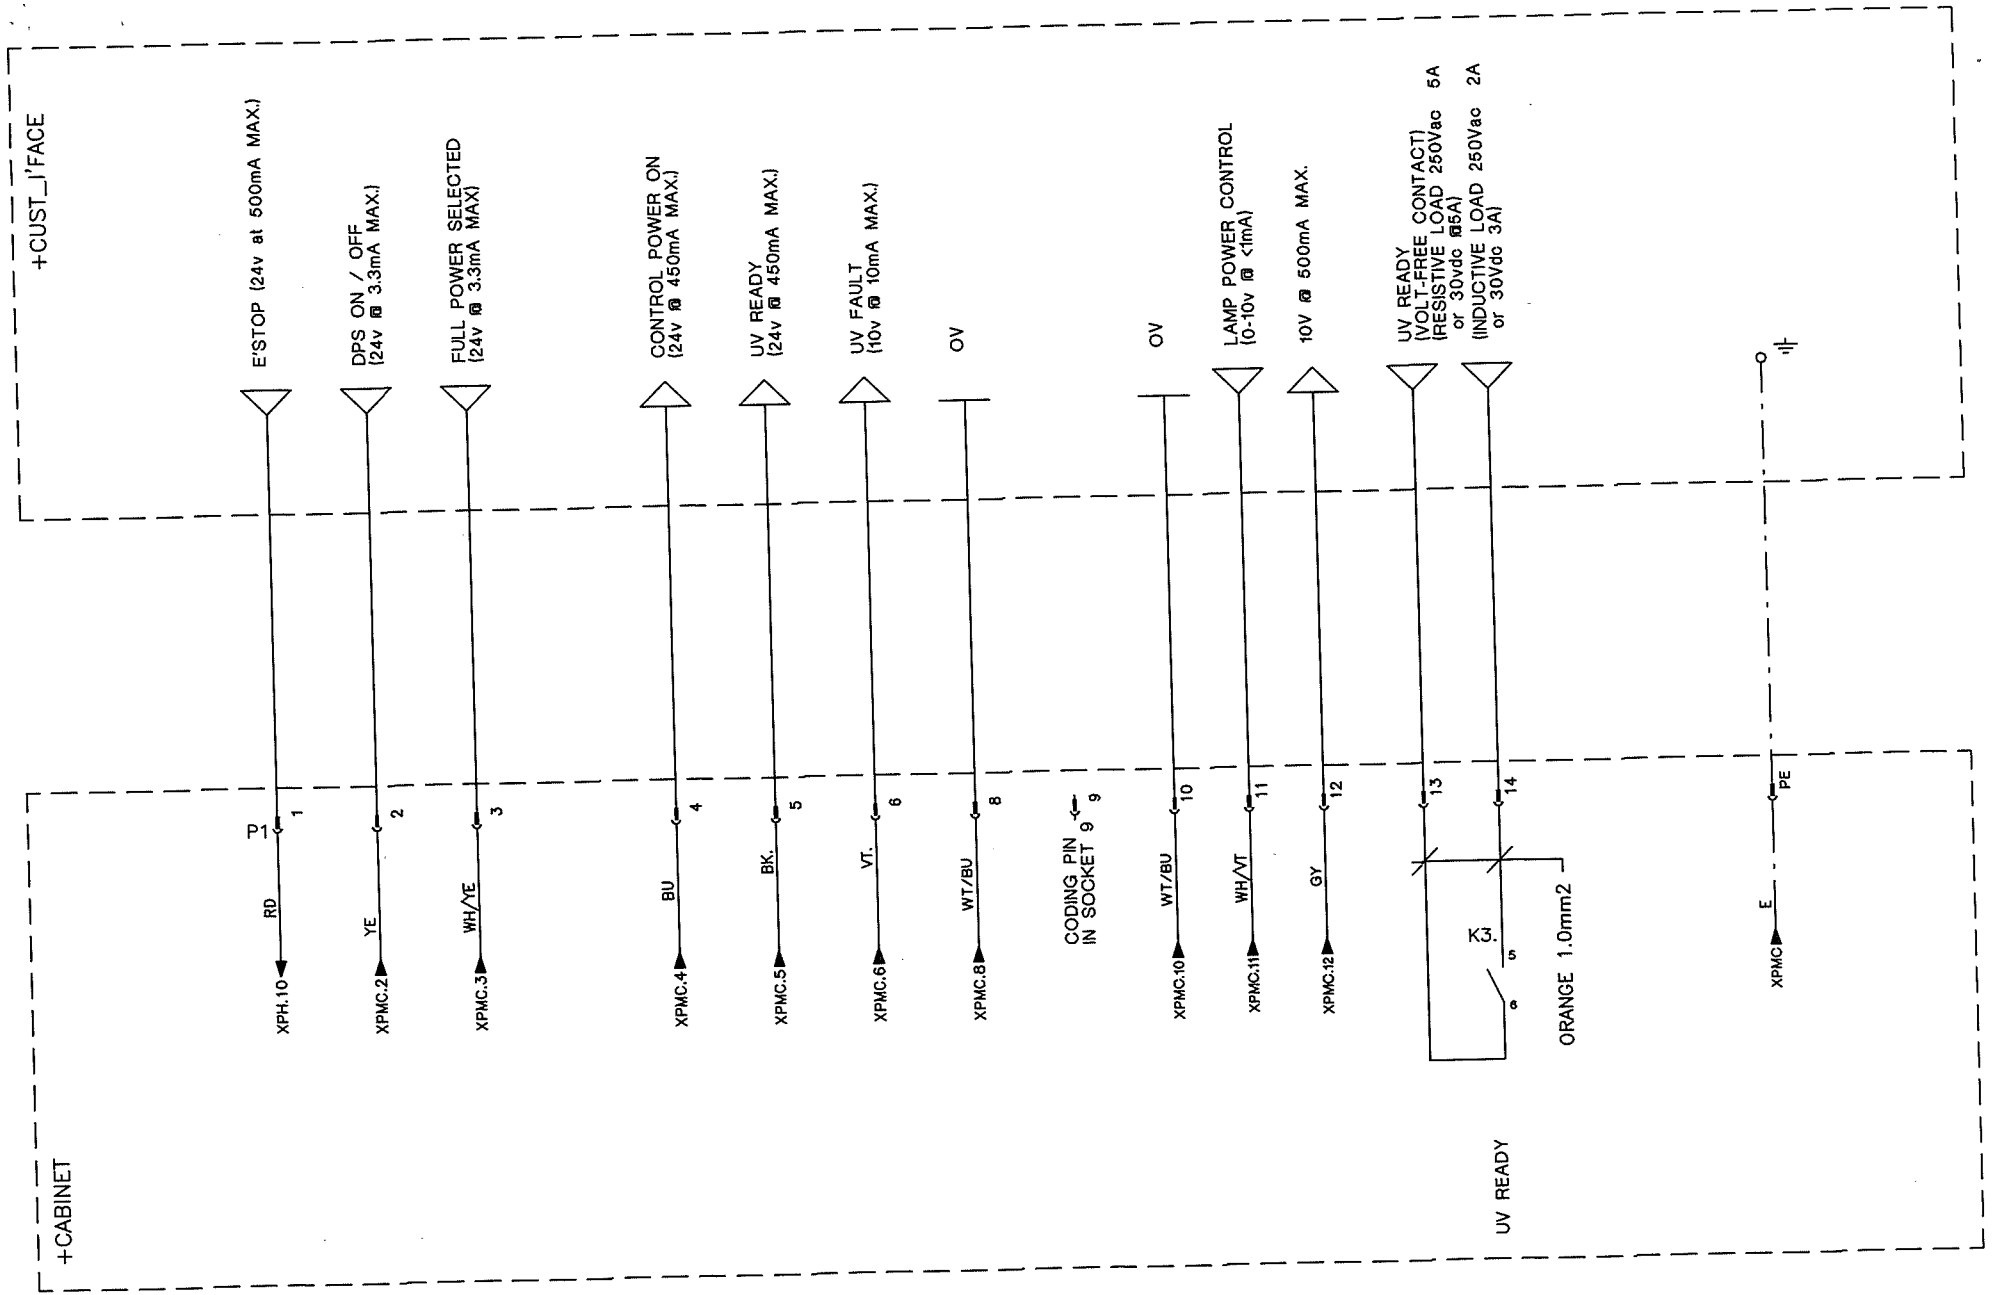 +CUST_I'FACE
E'STOP (24v at 500mA MAX.)
DPS ON / OFF
(24v @ 3.3mA MAX.)
FULL POWER SELECTED
(24v @ 3.3mA MAX)
CONTROL POWER ON
(24v @ 450mA MAX.)
UV READY
(24v @ 450mA MAX.)
UV FAULT
(10v @ 10mA MAX.)
0V
0V
LAMP POWER CONTROL
(0-10v @ <1mA)
10V @ 500mA MAX.
UV READY
(VOLT-FREE CONTACT)
(RESISTIVE LOAD 250Vac 5A
or 30vdc @5A)
(INDUCTIVE LOAD 250Vac 2A
or 30Vdc 3A)
+CABINET
P1
1
RD
XPH.10
2
YE
XPMC.2
3
WH/YE
XPMC.3
4
BU
XPMC.4
5
BK.
XPMC.5
6
VT.
XPMC.6
8
WT/BU
XPMC.8
9
CODING PIN
IN SOCKET 9
10
WT/BU
XPMC.10
11
WH/VT
XPMC.11
12
GY
XPMC.12
13
14
K3.
5
6
ORANGE 1.0mm2
UV READY
PE
E
XPMC